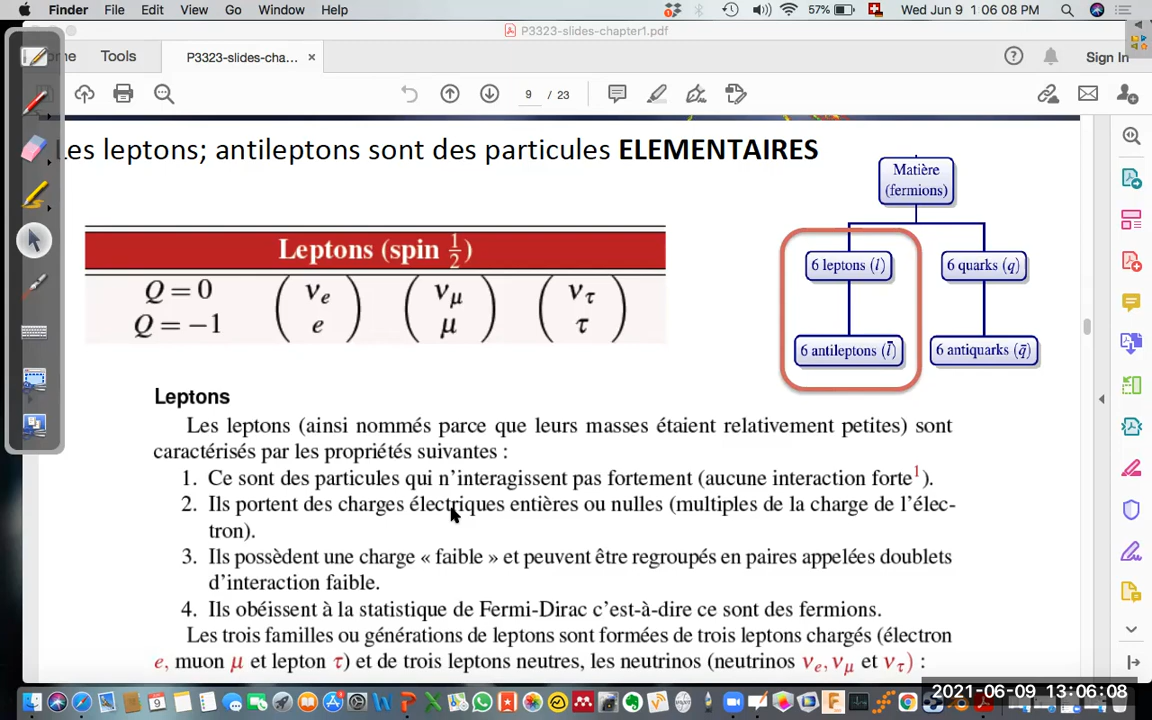 Finder File Edit View Go Window Help
57% Wed Jun 9 1 06 08 PM
P3323-slides-chapter1.pdf
Tools P3323-slides-cha... × Sign In
9 / 23
Les leptons; antileptons sont des particules ELEMENTAIRES
Matière
(fermions)
Leptons (spin 1/2)
6 leptons (l) 6 quarks (q)
Q = 0 νe νμ ντ
Q = −1 e μ τ
6 antileptons (l̄) 6 antiquarks (q̄)
Leptons
Les leptons (ainsi nommés parce que leurs masses étaient relativement petites) sont
caractérisés par les propriétés suivantes :
1. Ce sont des particules qui n’interagissent pas fortement (aucune interaction forte¹).
2. Ils portent des charges électriques entières ou nulles (multiples de la charge de l’élec-
tron).
3. Ils possèdent une charge « faible » et peuvent être regroupés en paires appelées doublets
d’interaction faible.
4. Ils obéissent à la statistique de Fermi-Dirac c’est-à-dire ce sont des fermions.
Les trois familles ou générations de leptons sont formées de trois leptons chargés (électron
e, muon μ et lepton τ) et de trois leptons neutres, les neutrinos (neutrinos νe, νμ et ντ) :
2021-06-09 13:06:08